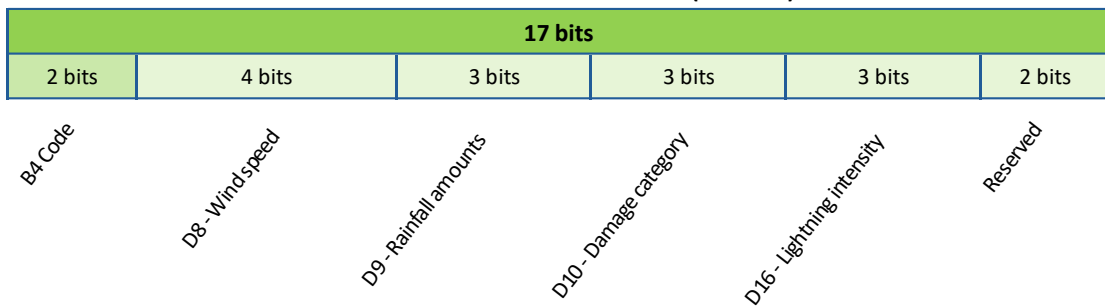 17 bits
2 bits 4 bits 3 bits 3 bits 3 bits 2 bits
B4 Code
D8 - Wind speed
D9 - Rainfall amounts
D10 - Damage category
D16 - Lightning intensity
Reserved